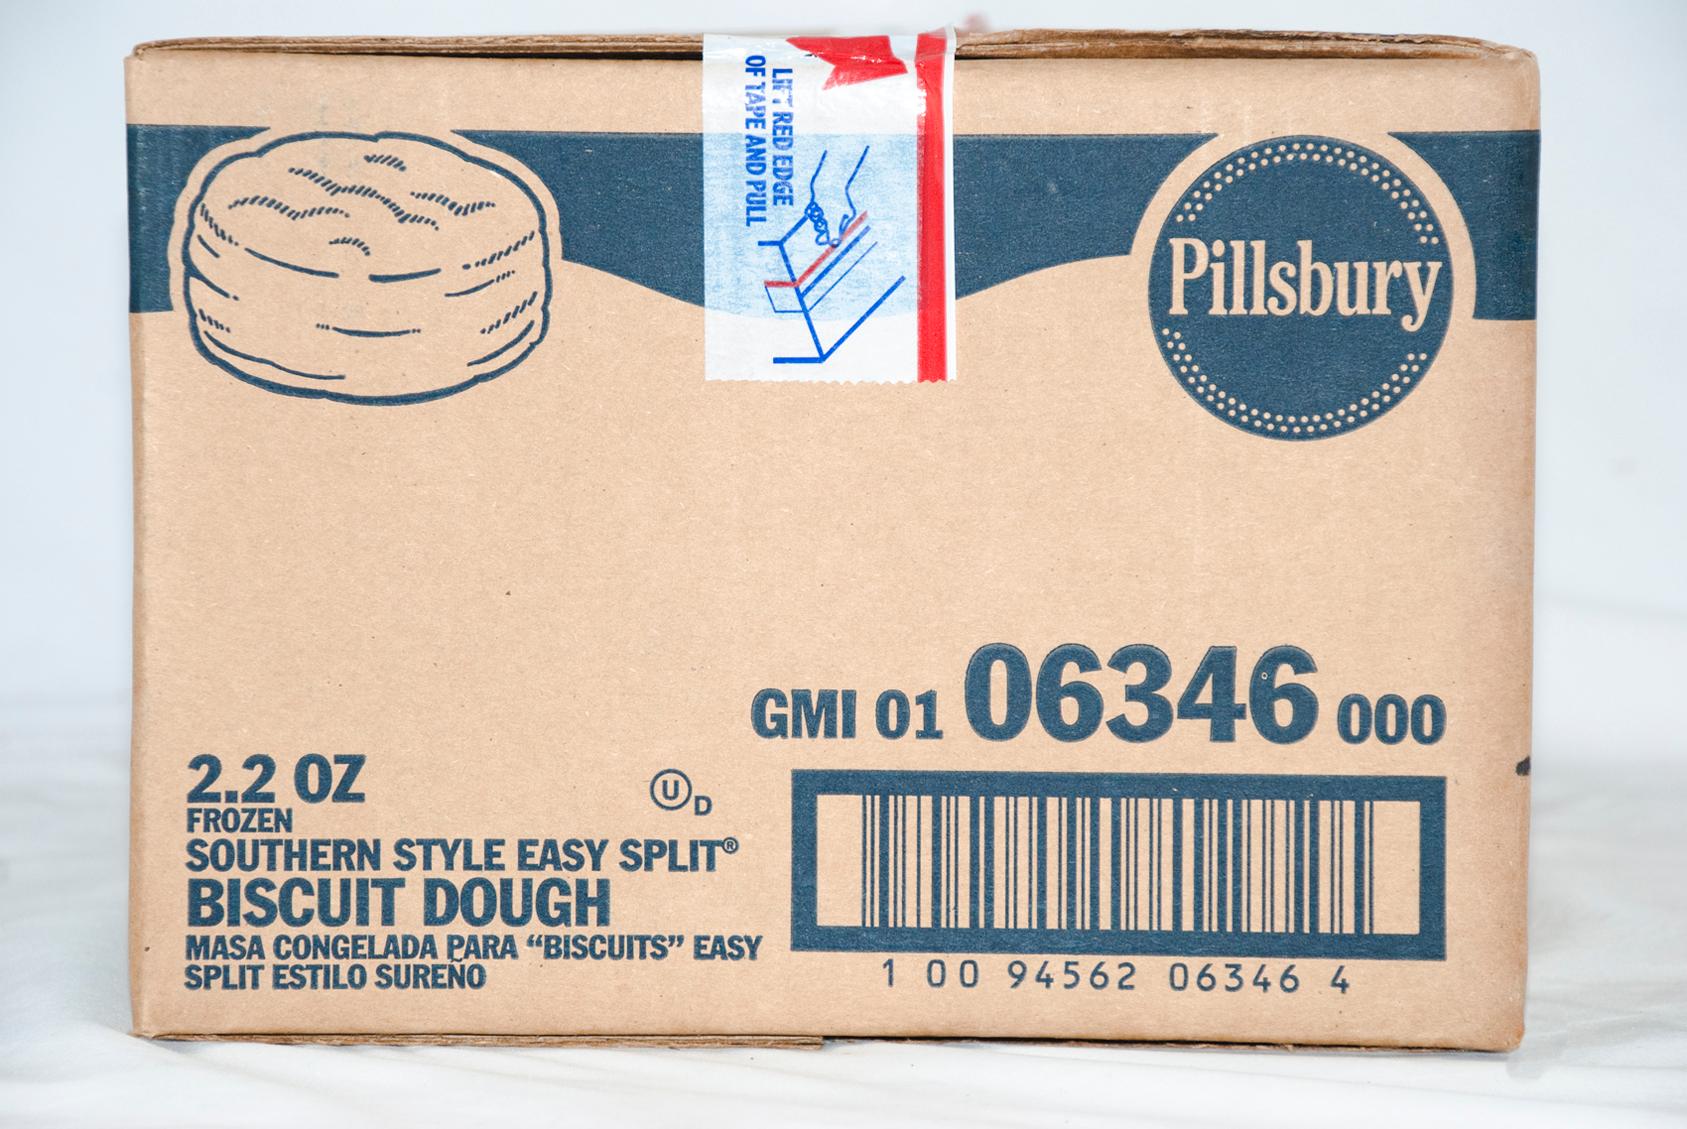 LIFT RED EDGE
OF TAPE AND PULL
Pillsbury
GMI 01 06346 000
2.2 OZ
FROZEN
SOUTHERN STYLE EASY SPLIT®
BISCUIT DOUGH
MASA CONGELADA PARA “BISCUITS” EASY
SPLIT ESTILO SUREÑO
U D
1 00 94562 06346 4